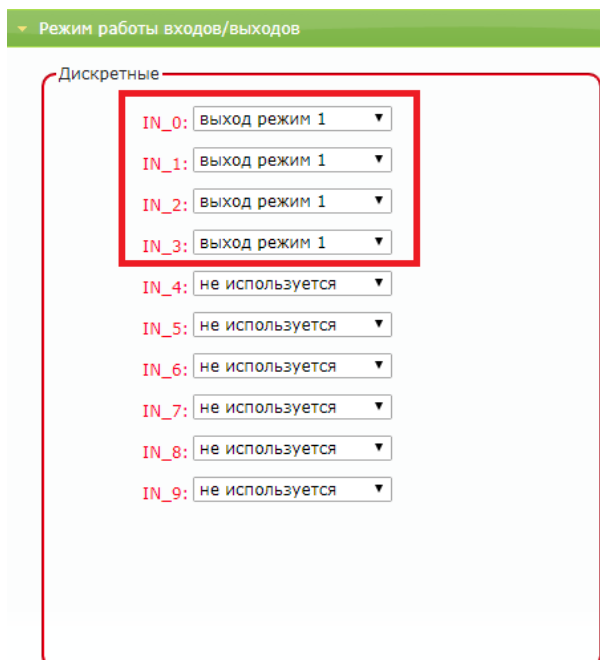 Режим работы входов/выходов
Дискретные
IN_0: выход режим 1
IN_1: выход режим 1
IN_2: выход режим 1
IN_3: выход режим 1
IN_4: не используется
IN_5: не используется
IN_6: не используется
IN_7: не используется
IN_8: не используется
IN_9: не используется